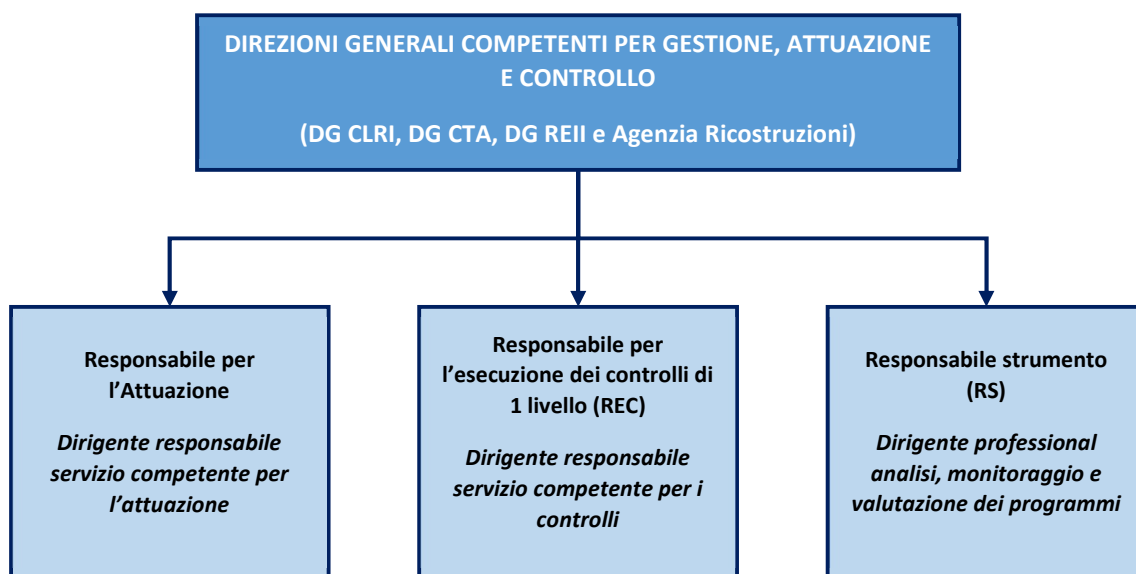 DIREZIONI GENERALI COMPETENTI PER GESTIONE, ATTUAZIONE
E CONTROLLO
(DG CLRI, DG CTA, DG REII e Agenzia Ricostruzioni)
Responsabile per
l’Attuazione
Dirigente responsabile
servizio competente per
l’attuazione
Responsabile per
l’esecuzione dei controlli di
1 livello (REC)
Dirigente responsabile
servizio competente per i
controlli
Responsabile strumento
(RS)
Dirigente professional
analisi, monitoraggio e
valutazione dei programmi